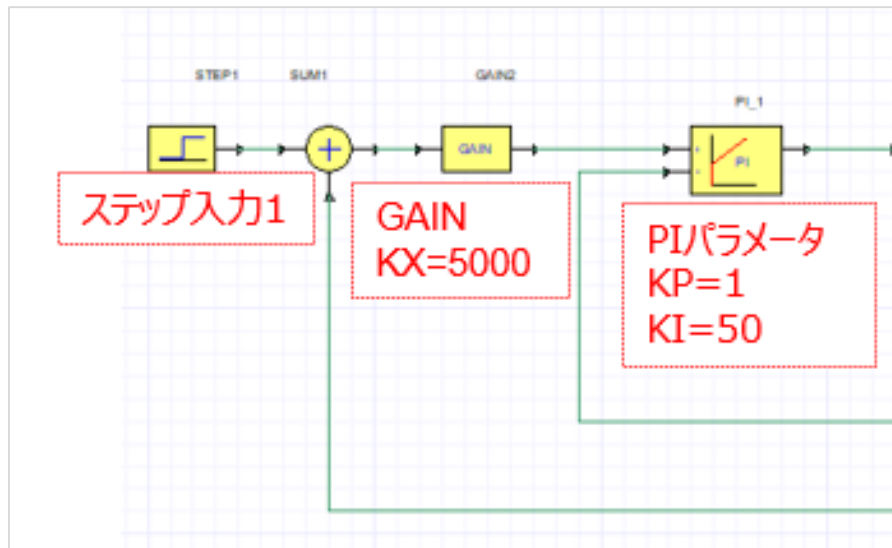 STEP1
SUM1
GAIN2
PI_1
GAIN
PI
ステップ入力1
GAIN
KX=5000
PIパラメータ
KP=1
KI=50